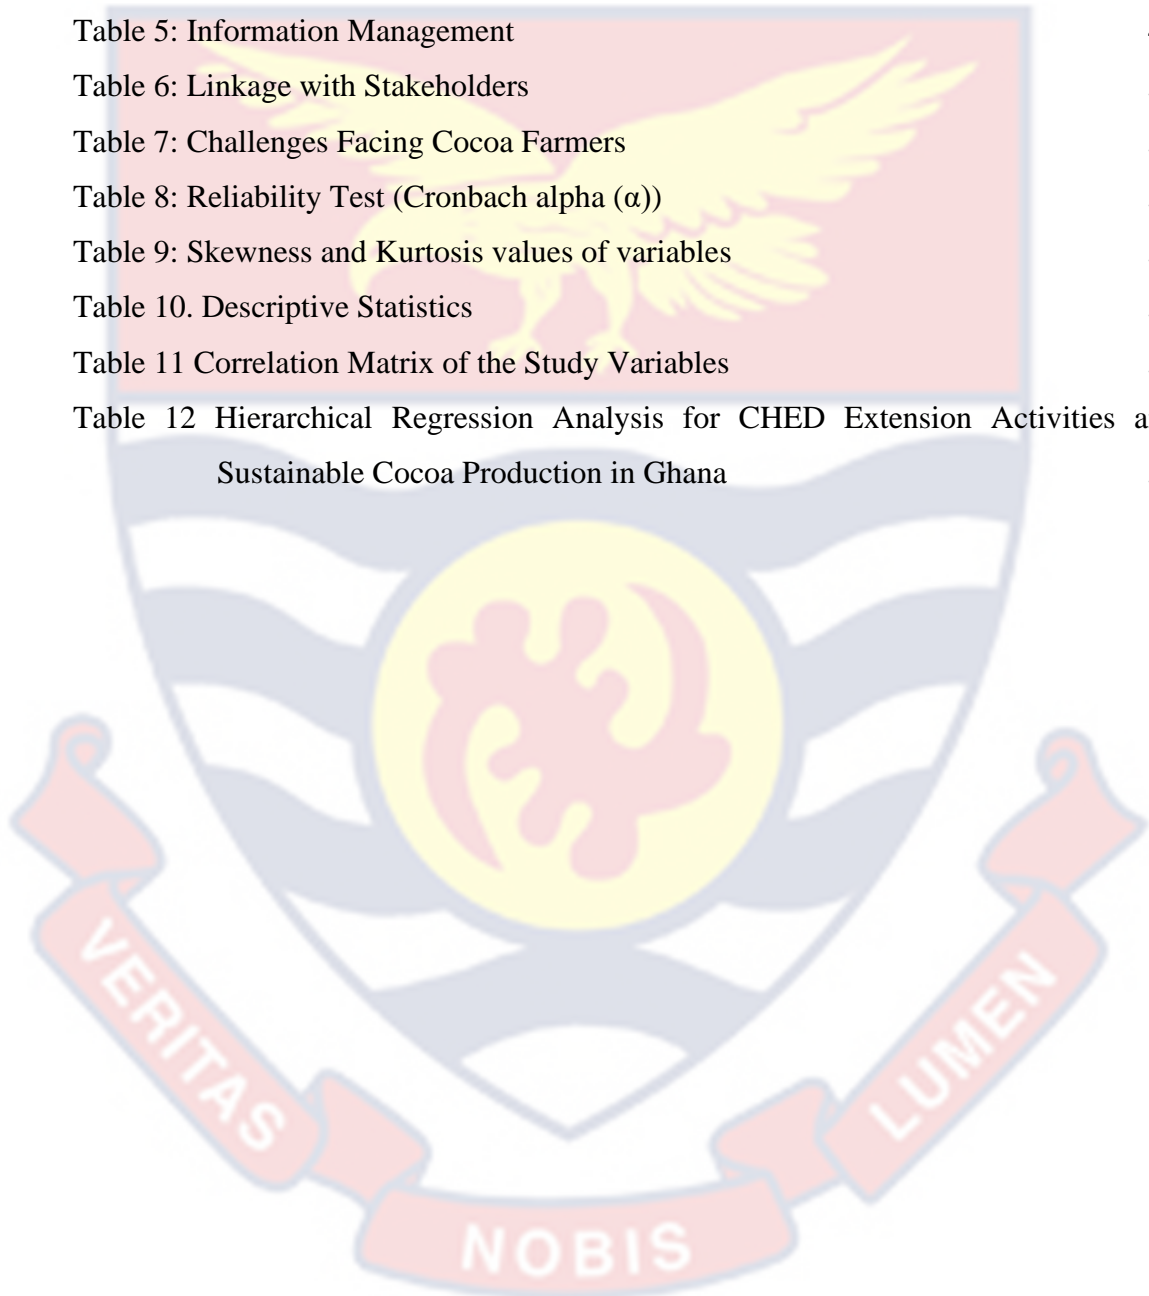 Table 5: Information Management
Table 6: Linkage with Stakeholders
Table 7: Challenges Facing Cocoa Farmers
Table 8: Reliability Test (Cronbach alpha (α))
Table 9: Skewness and Kurtosis values of variables
Table 10. Descriptive Statistics
Table 11 Correlation Matrix of the Study Variables
Table 12 Hierarchical Regression Analysis for CHED Extension Activities a
Sustainable Cocoa Production in Ghana
VERITAS
NOBIS
LUMEN